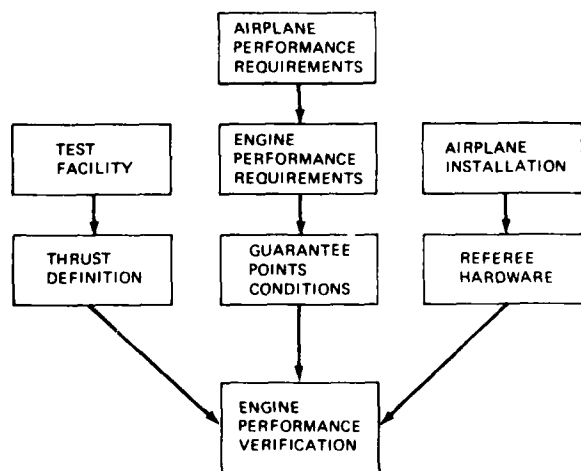 AIRPLANE
PERFORMANCE
REQUIREMENTS
TEST
FACILITY
ENGINE
PERFORMANCE
REQUIREMENTS
AIRPLANE
INSTALLATION
THRUST
DEFINITION
GUARANTEE
POINTS
CONDITIONS
REFEREE
HARDWARE
ENGINE
PERFORMANCE
VERIFICATION